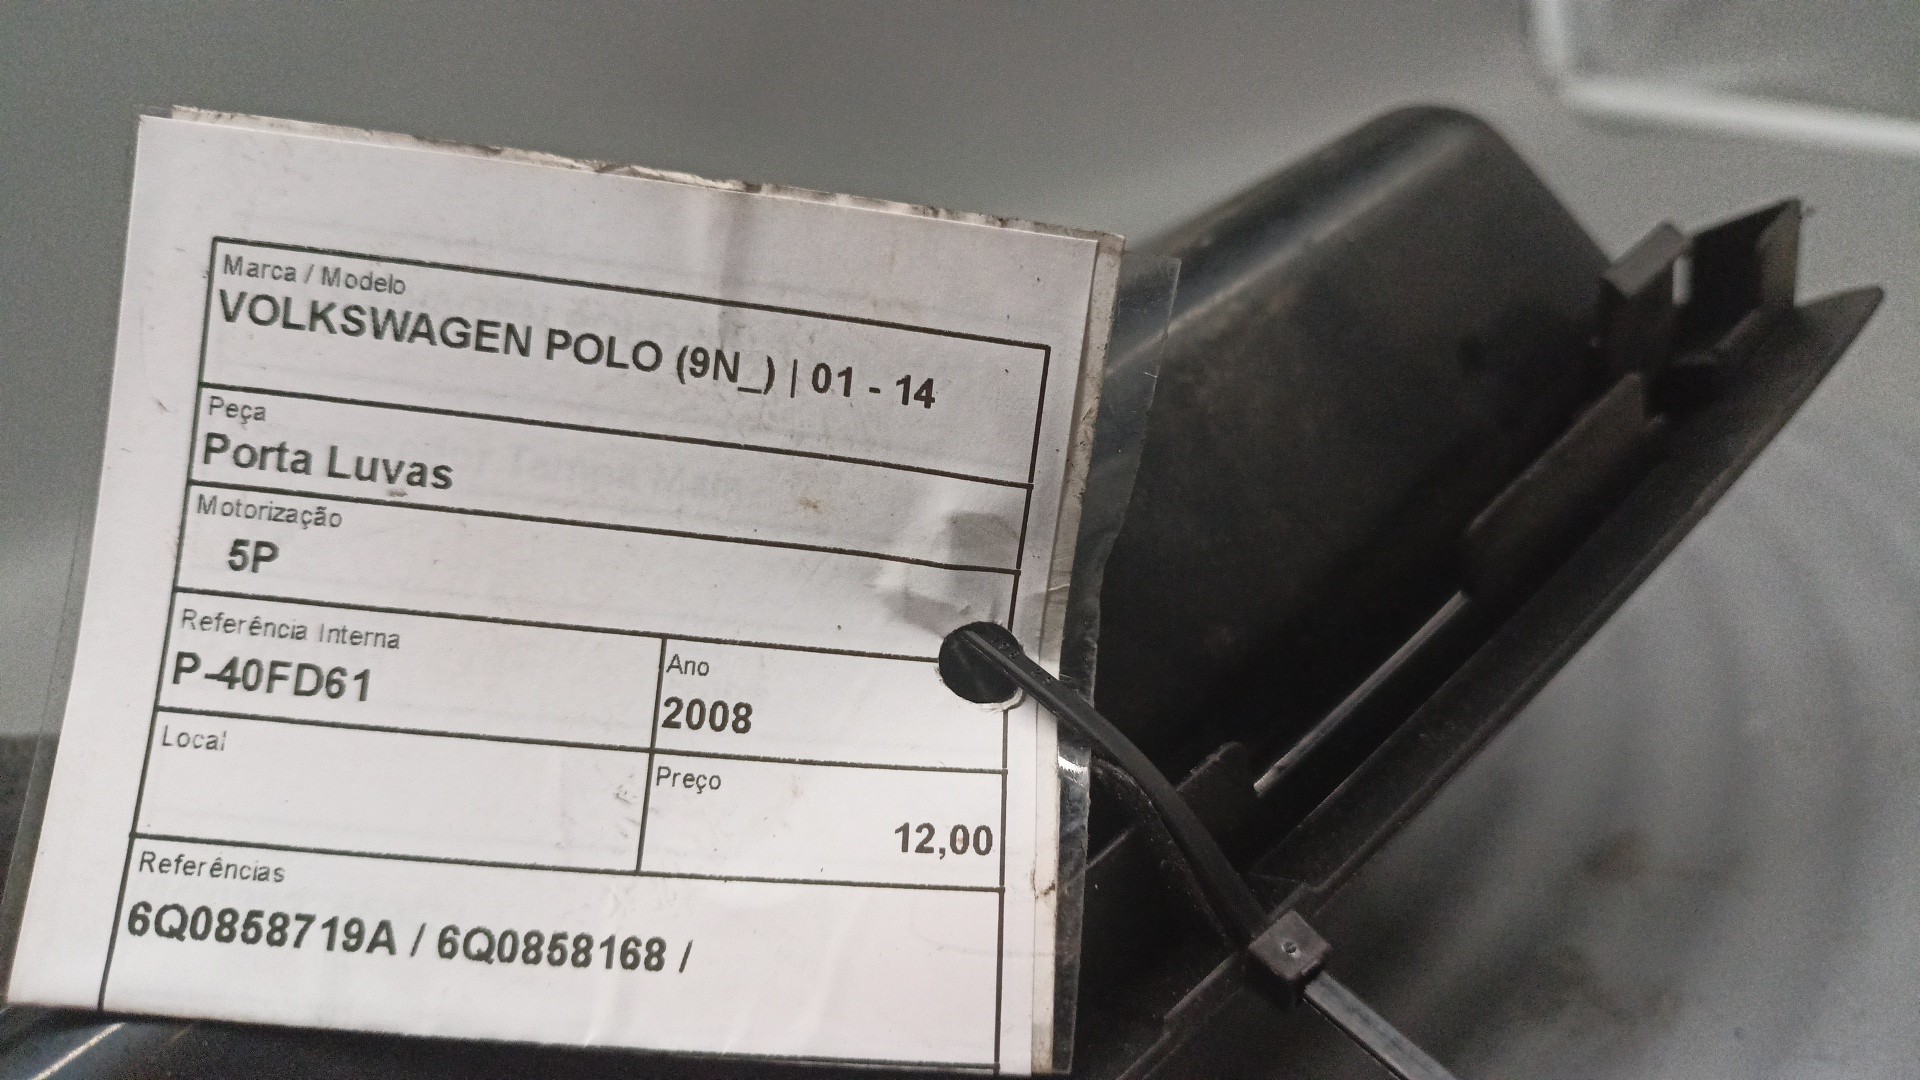 Marca / Modelo
VOLKSWAGEN POLO (9N_) | 01 - 14
Peça
Porta Luvas
Motorização
5P
Referência Interna
P-40FD61
Ano
2008
Local
Preço
12,00
Referências
6Q0858719A / 6Q0858168 /